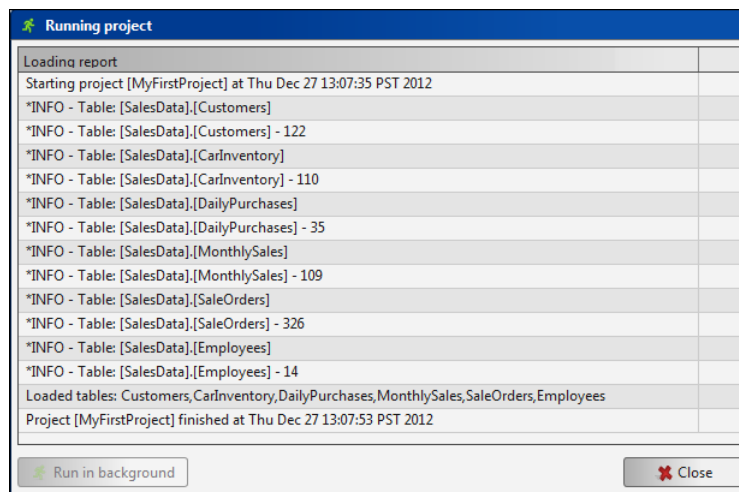 Running project
Loading report
Starting project [MyFirstProject] at Thu Dec 27 13:07:35 PST 2012
*INFO - Table: [SalesData].[Customers]
*INFO - Table: [SalesData].[Customers] - 122
*INFO - Table: [SalesData].[CarInventory]
*INFO - Table: [SalesData].[CarInventory] - 110
*INFO - Table: [SalesData].[DailyPurchases]
*INFO - Table: [SalesData].[DailyPurchases] - 35
*INFO - Table: [SalesData].[MonthlySales]
*INFO - Table: [SalesData].[MonthlySales] - 109
*INFO - Table: [SalesData].[SaleOrders]
*INFO - Table: [SalesData].[SaleOrders] - 326
*INFO - Table: [SalesData].[Employees]
*INFO - Table: [SalesData].[Employees] - 14
Loaded tables: Customers,CarInventory,DailyPurchases,MonthlySales,SaleOrders,Employees
Project [MyFirstProject] finished at Thu Dec 27 13:07:53 PST 2012
Run in background
Close